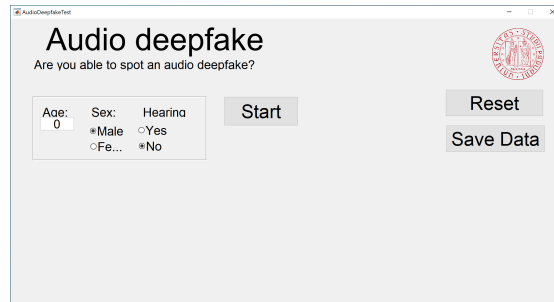 AudioDeepfakeTest
Audio deepfake
Are you able to spot an audio deepfake?
Age: Sex: Hearing
0
Male Yes
Fe... No
Start
Reset
Save Data